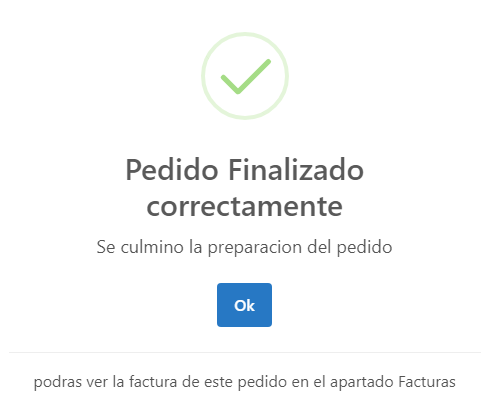 Pedido Finalizado
correctamente
Se culmino la preparacion del pedido
Ok
podras ver la factura de este pedido en el apartado Facturas